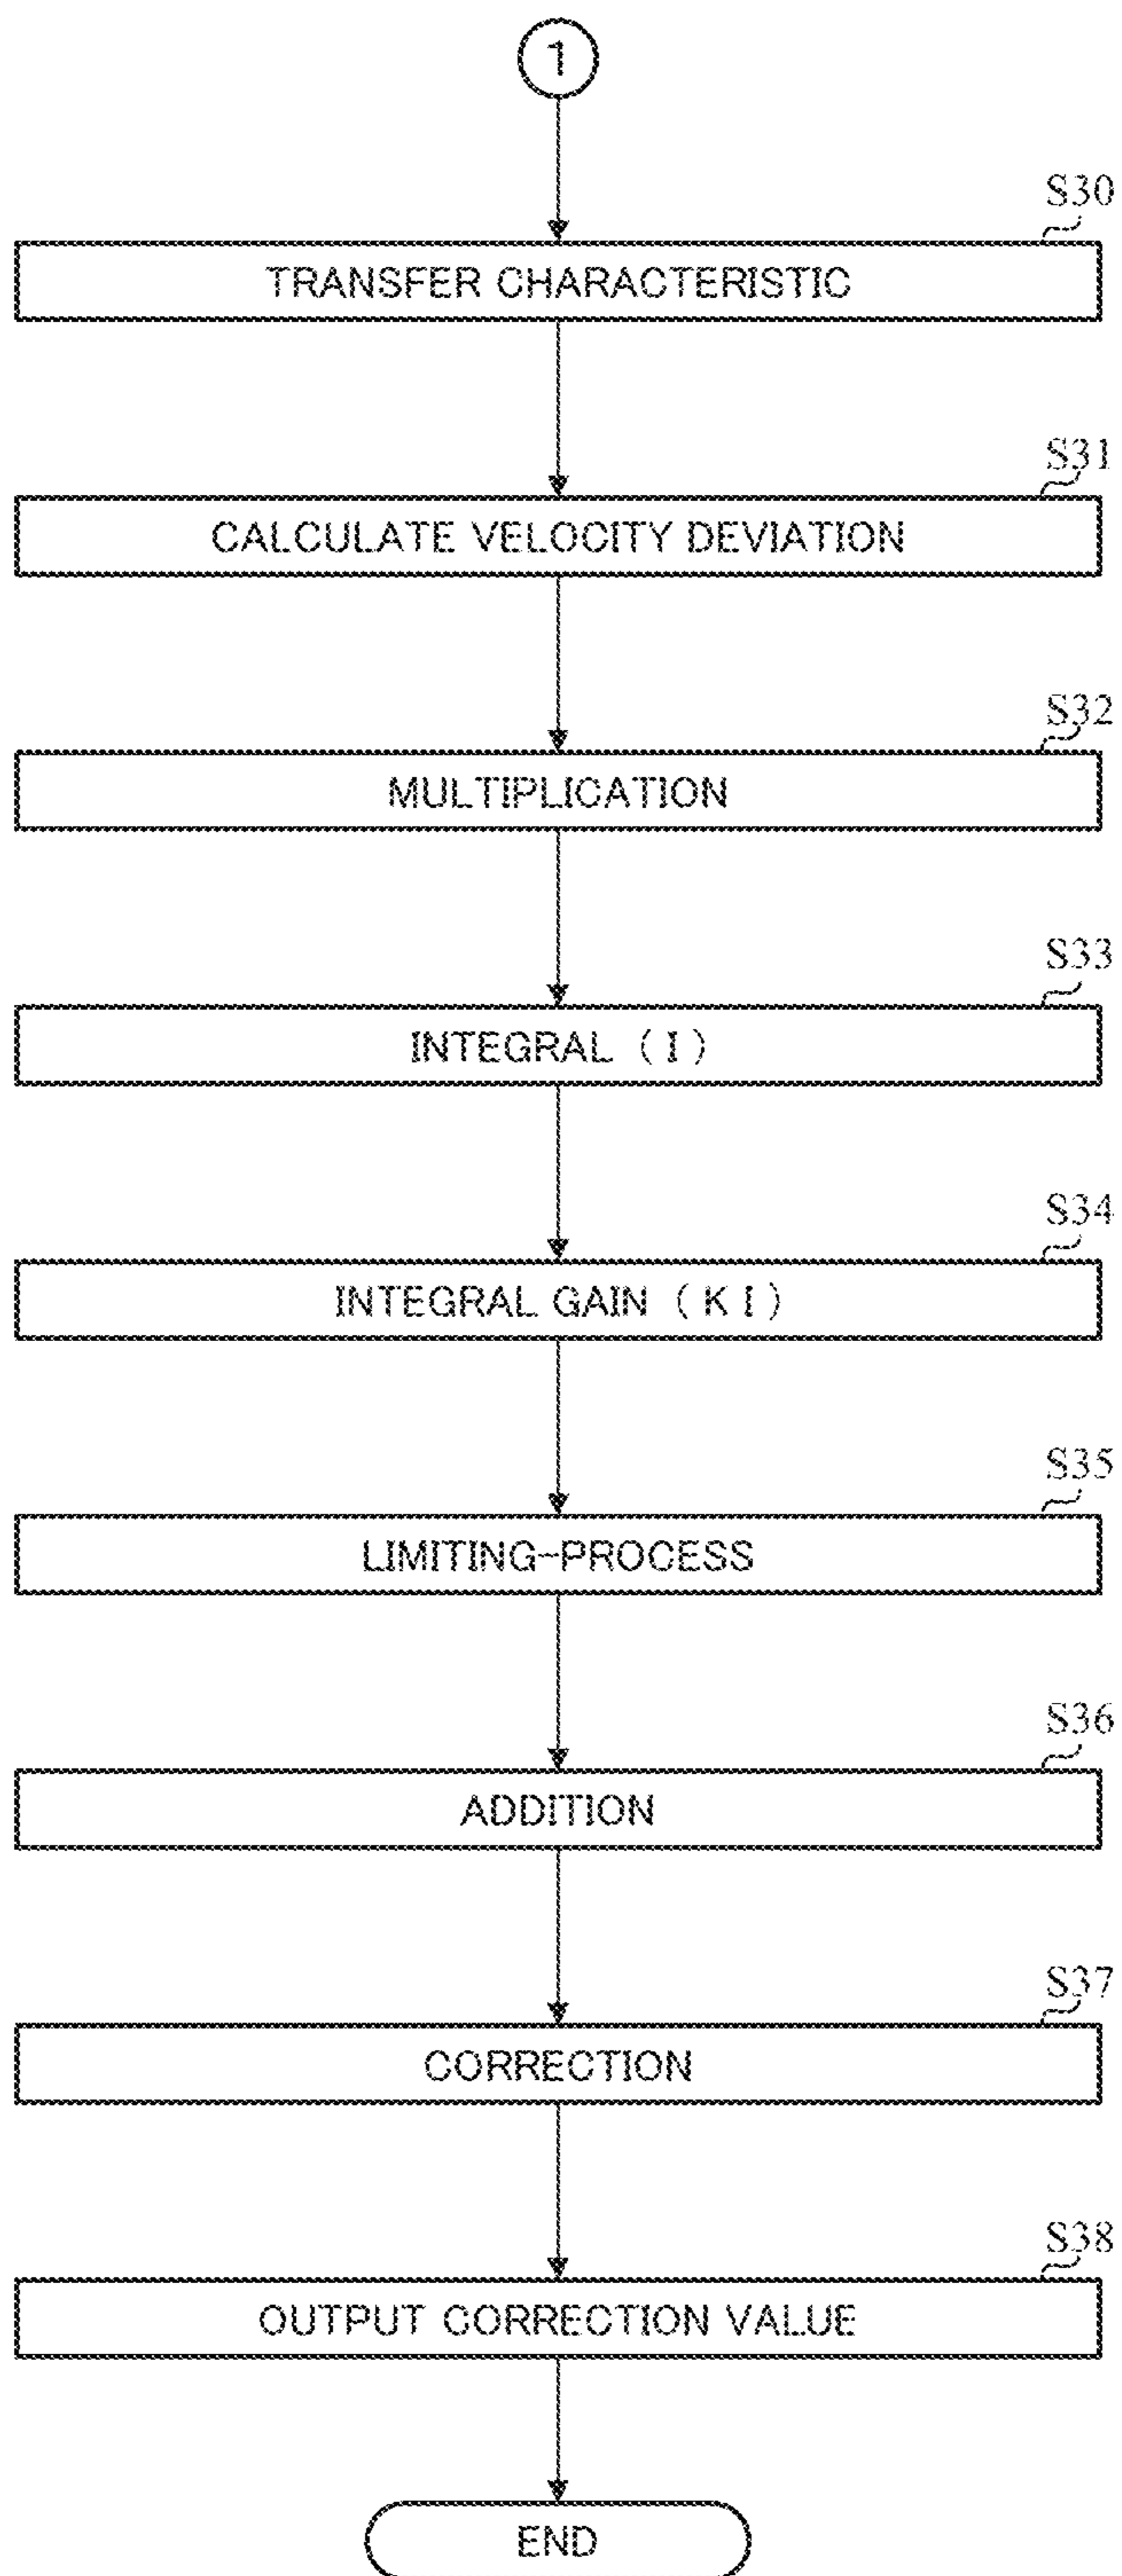 1
S30
TRANSFER CHARACTERISTIC
S31
CALCULATE VELOCITY DEVIATION
S32
MULTIPLICATION
S33
INTEGRAL (I)
S34
INTEGRAL GAIN (KI)
S35
LIMITING-PROCESS
S36
ADDITION
S37
CORRECTION
S38
OUTPUT CORRECTION VALUE
END